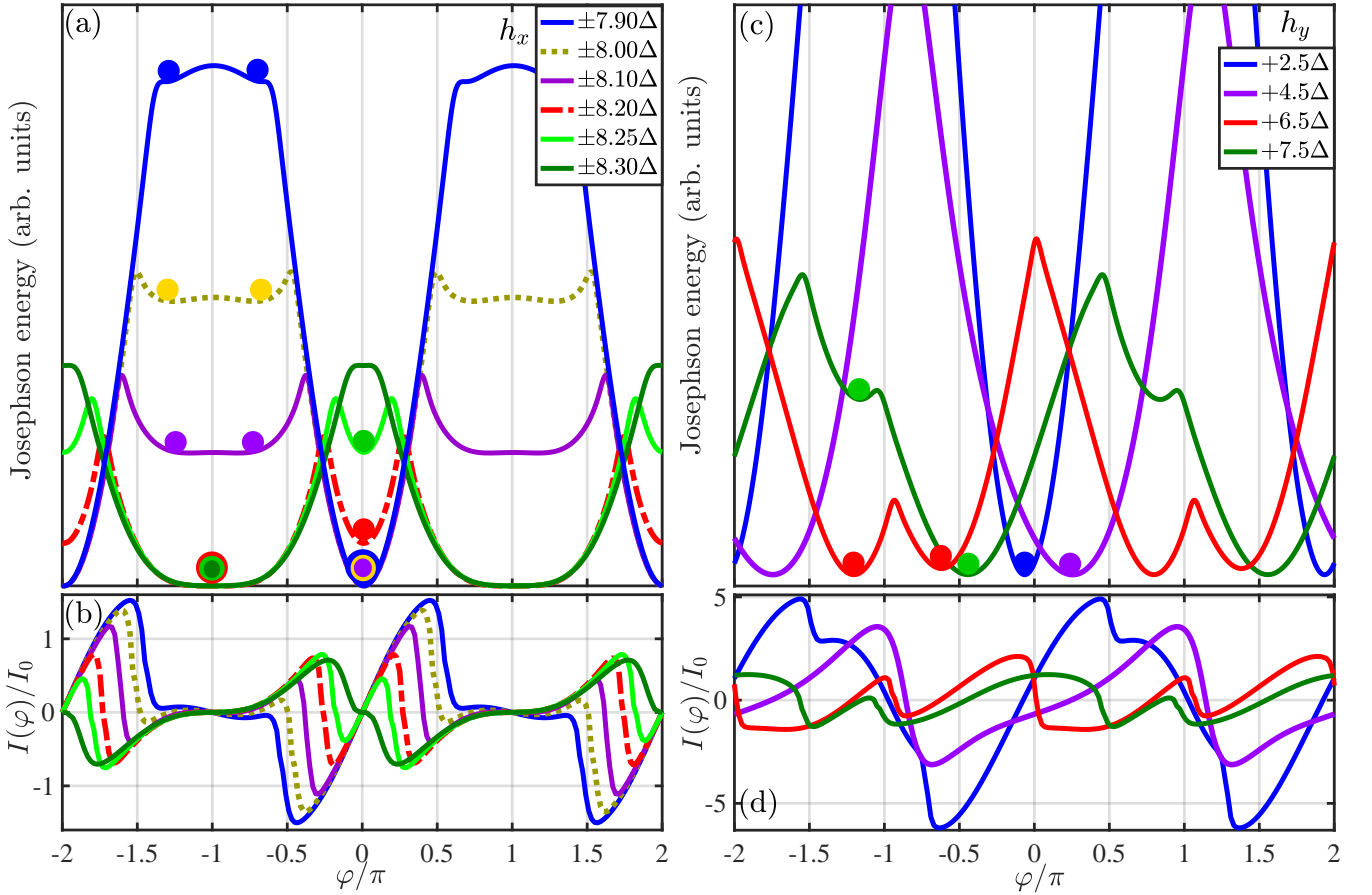 (a)
h_x
±7.90Δ
±8.00Δ
±8.10Δ
±8.20Δ
±8.25Δ
±8.30Δ
Josephson energy (arb. units)
(b)
1
0
-1
I(φ)/I_0
-2 -1.5 -1 -0.5 0 0.5 1 1.5 2
φ/π
(c)
h_y
+2.5Δ
+4.5Δ
+6.5Δ
+7.5Δ
Josephson energy (arb. units)
5
0
-5
I(φ)/I_0
(d)
-2 -1.5 -1 -0.5 0 0.5 1 1.5 2
φ/π